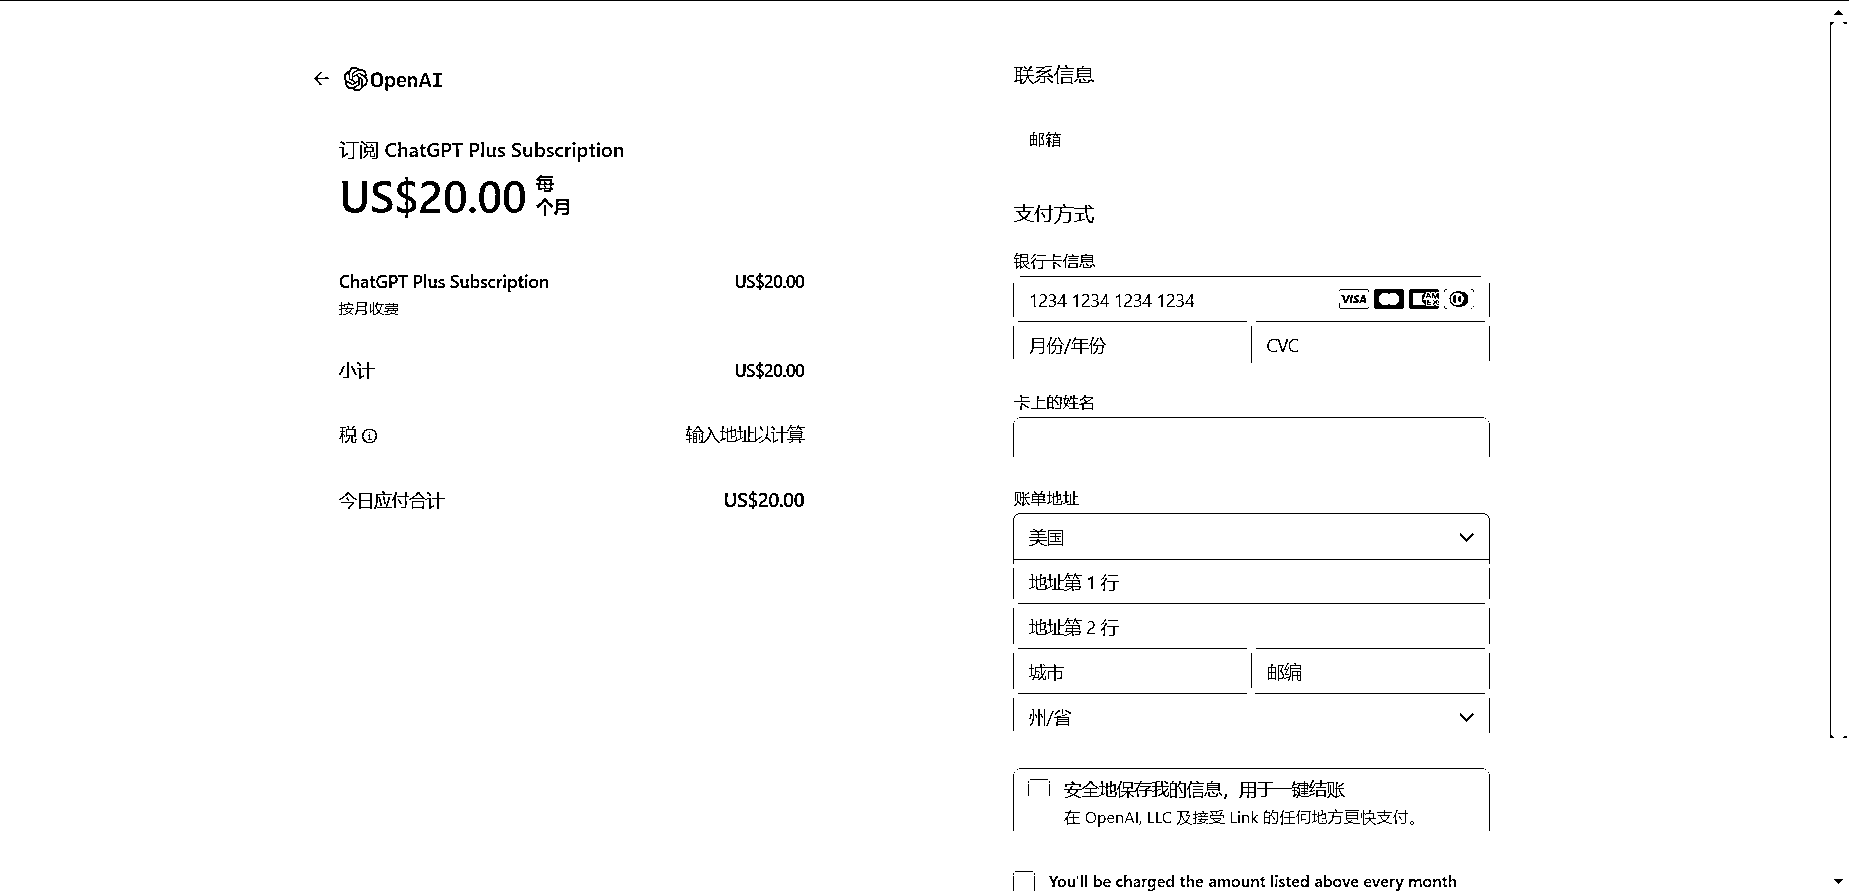 OpenAI
订阅 ChatGPT Plus Subscription
US$20.00 每个月
ChatGPT Plus Subscription US$20.00
按月收费
小计 US$20.00
税 输入地址以计算
今日应付合计 US$20.00
联系信息
邮箱
支付方式
银行卡信息
1234 1234 1234 1234 VISA AMEX
月份/年份 CVC
卡上的姓名
账单地址
美国
地址第 1 行
地址第 2 行
城市 邮编
州/省
安全地保存我的信息，用于一键结账
在 OpenAI, LLC 及接受 Link 的任何地方更快支付。
You'll be charged the amount listed above every month